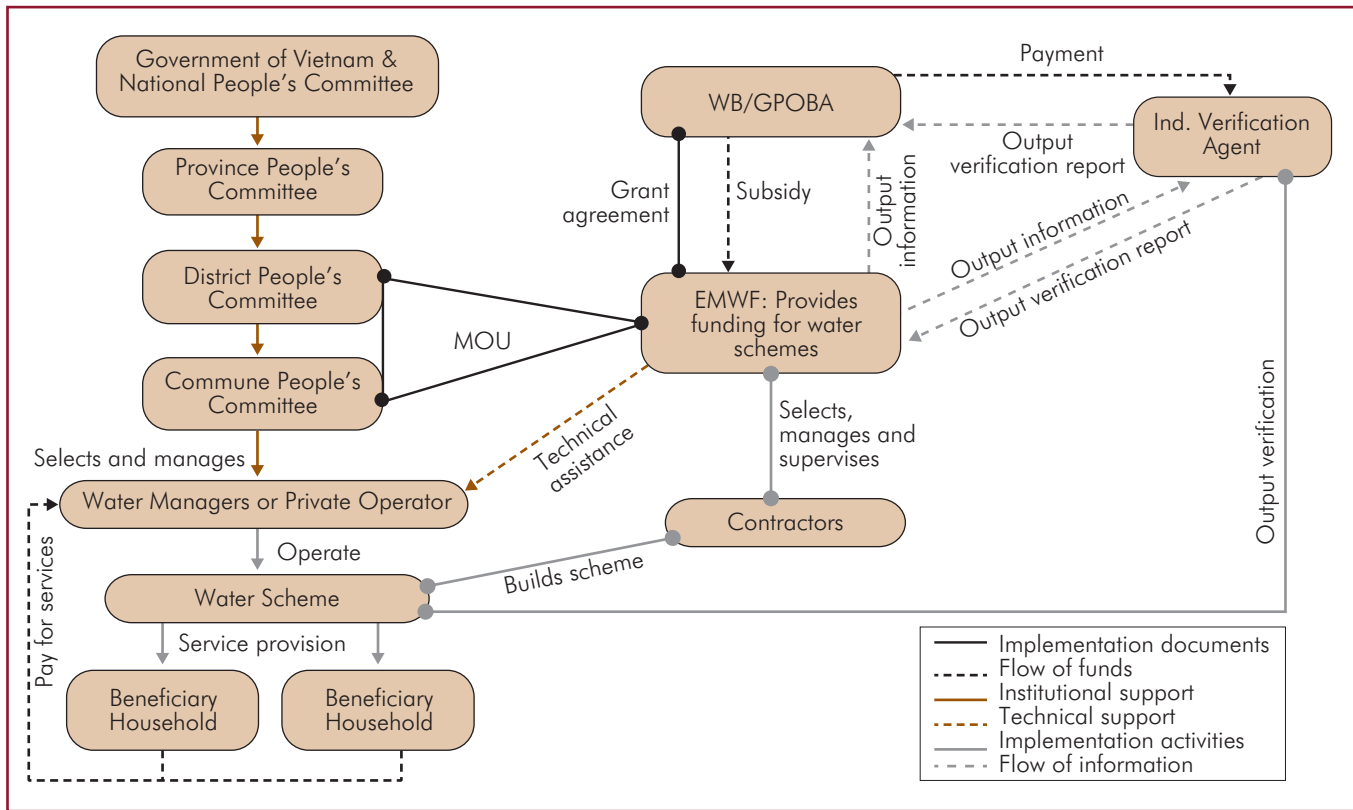 Government of Vietnam &
National People's Committee
Province People's
Committee
District People's
Committee
Commune People's
Committee
MOU
Selects and manages
Water Managers or Private Operator
Operate
Water Scheme
Service provision
Beneficiary
Household
Beneficiary
Household
Pay for services
WB/GPOBA
Payment
Ind. Verification
Agent
Output
verification report
Grant
agreement
Subsidy
Output
information
Output information
Output verification report
EMWF: Provides
funding for water
schemes
Technical
assistance
Selects,
manages and
supervises
Contractors
Builds scheme
Output verification
Implementation documents
Flow of funds
Institutional support
Technical support
Implementation activities
Flow of information